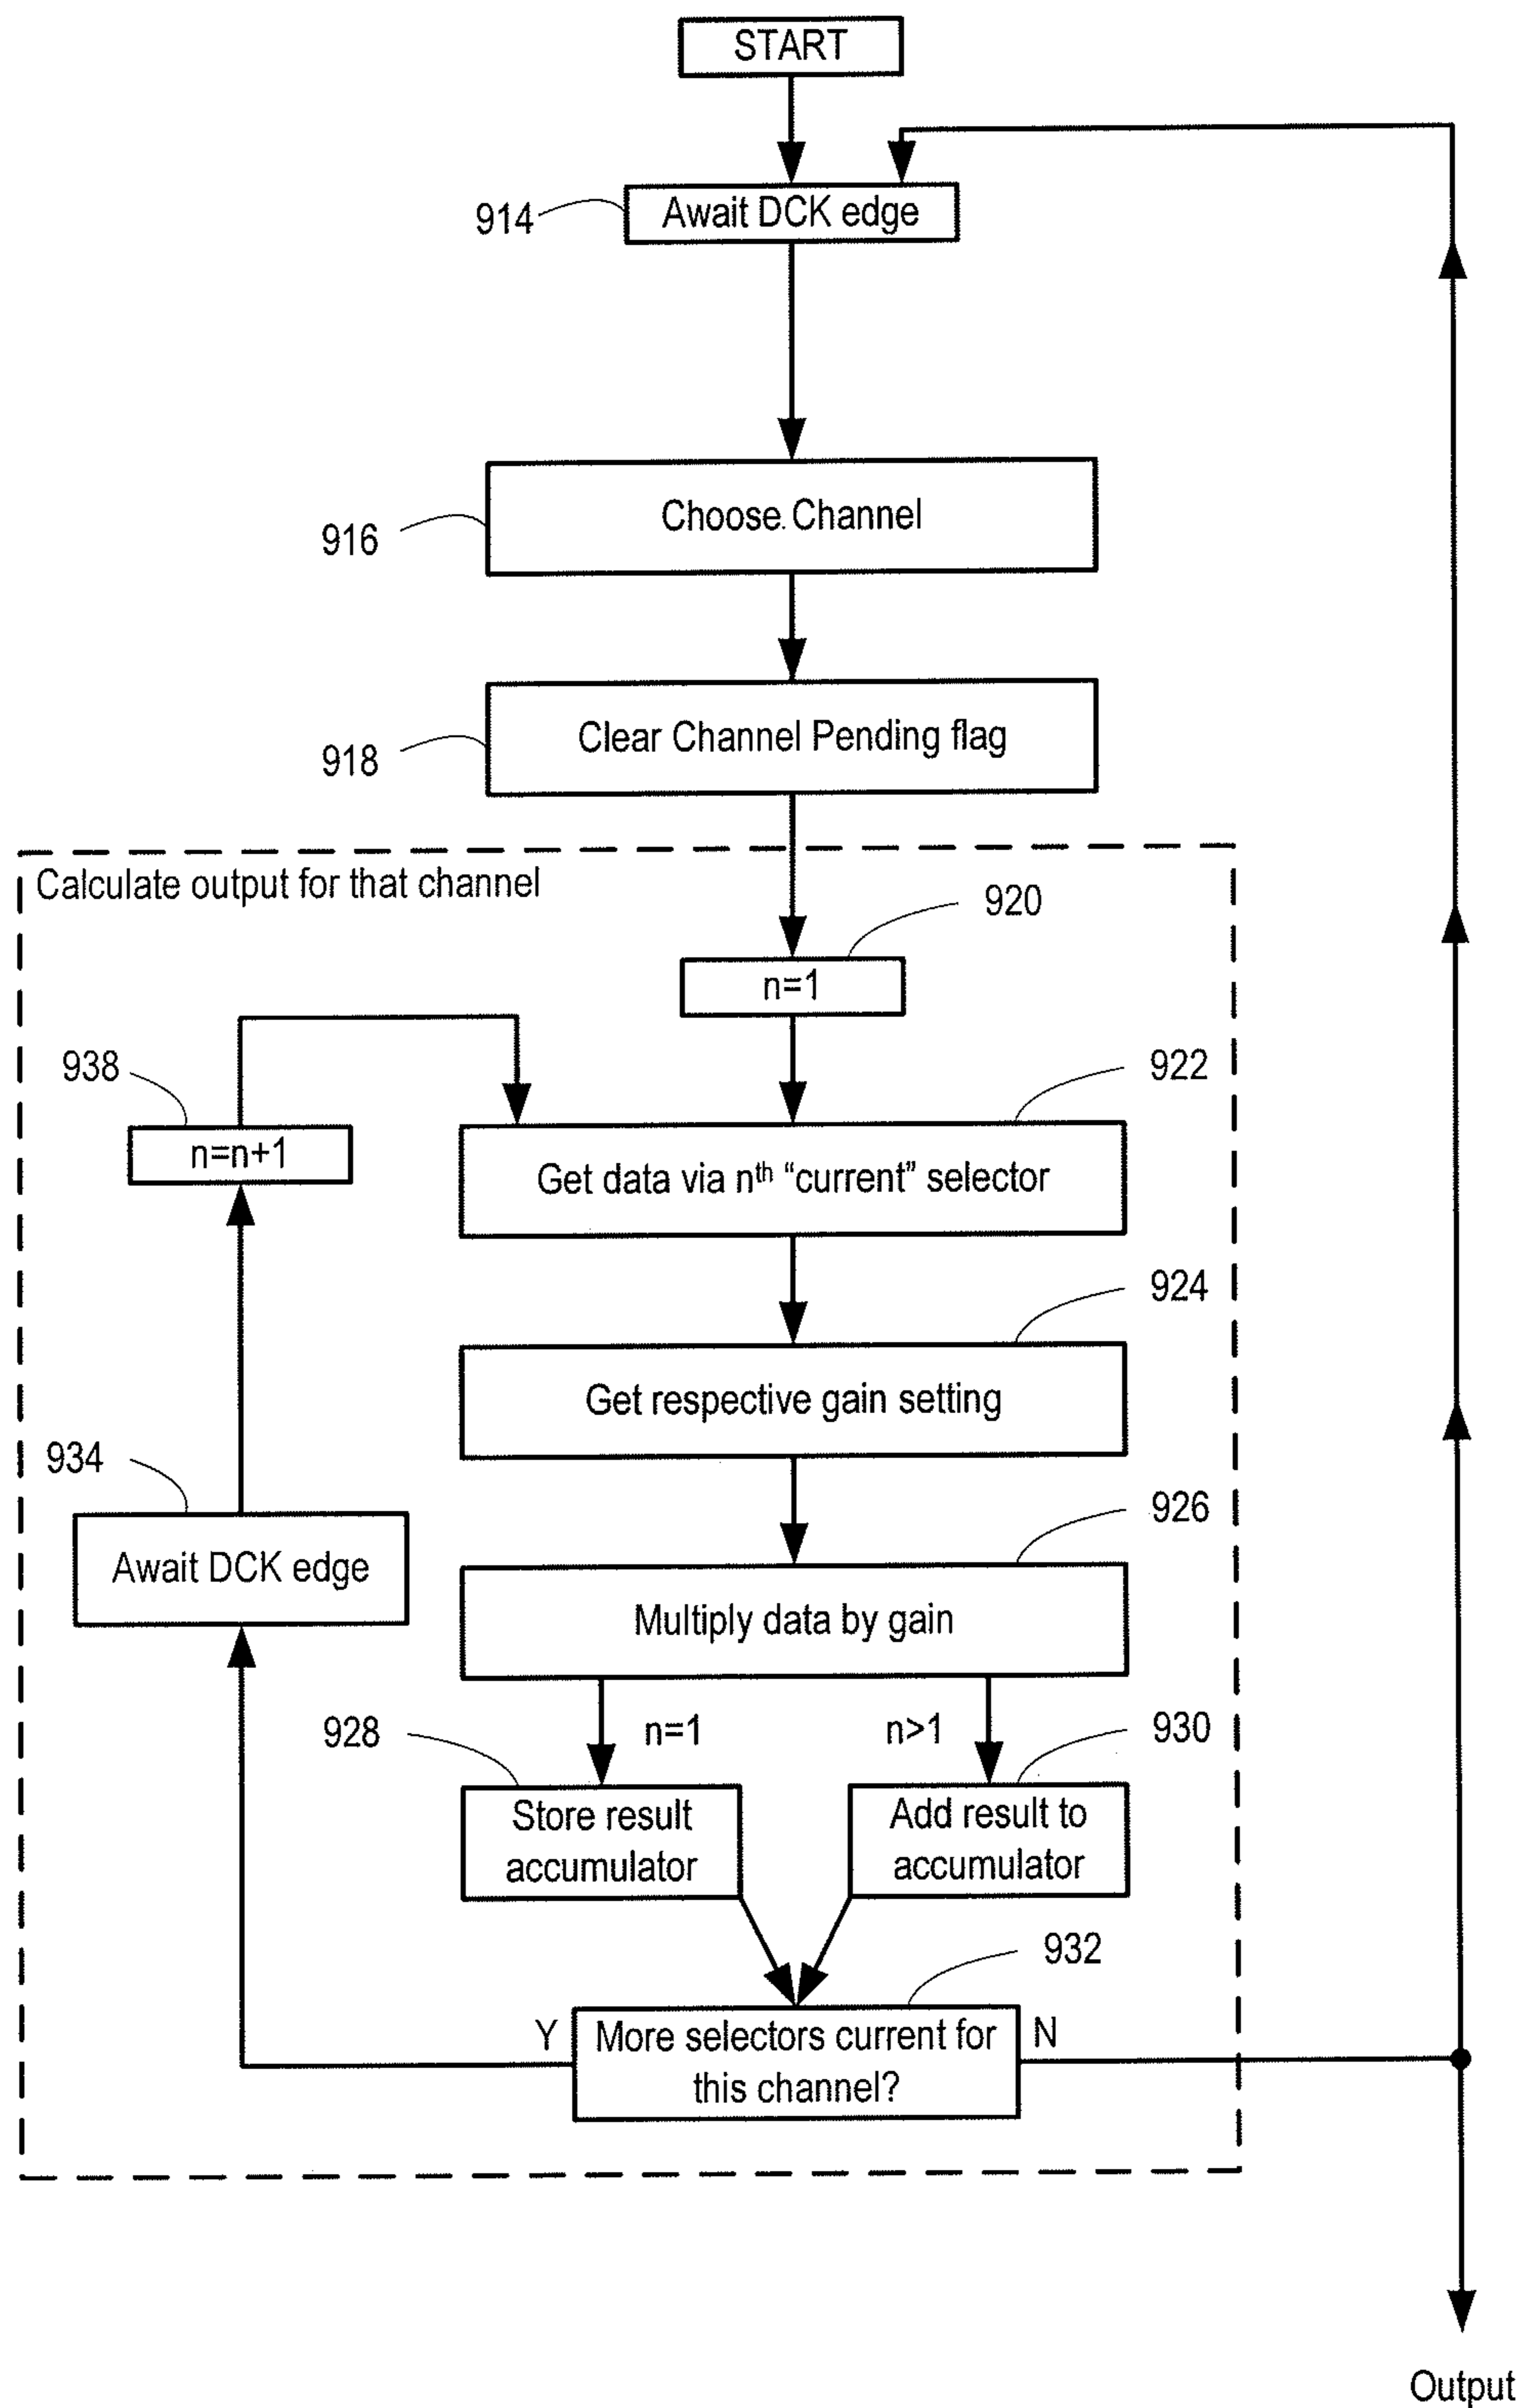 START
914
Await DCK edge
916
Choose Channel
918
Clear Channel Pending flag
Calculate output for that channel
920
n=1
938
n=n+1
922
Get data via nth “current” selector
924
Get respective gain setting
934
Await DCK edge
926
Multiply data by gain
n=1
n>1
928
Store result
accumulator
930
Add result to
accumulator
932
Y
More selectors current for
this channel?
N
Output